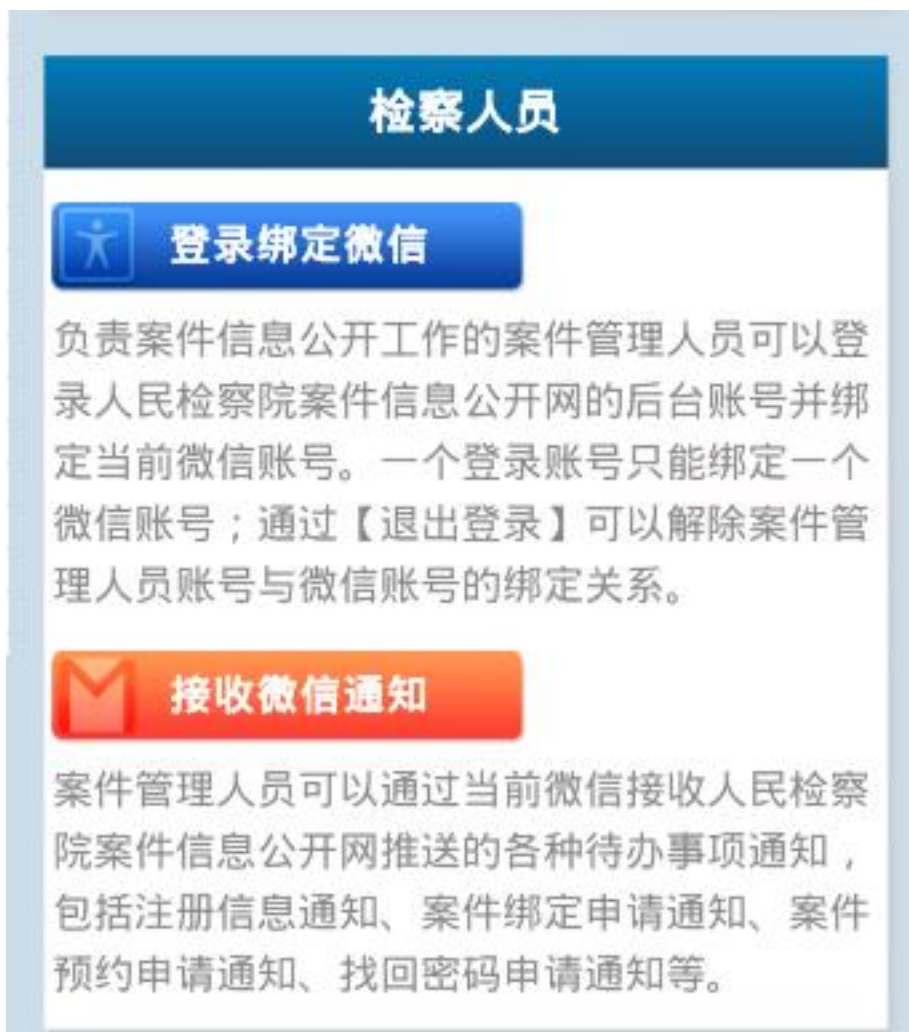 检察人员
登录绑定微信
负责案件信息公开工作的案件管理人员可以登
录人民检察院案件信息公开网的后台账号并绑
定当前微信账号。一个登录账号只能绑定一个
微信账号；通过【退出登录】可以解除案件管
理人员账号与微信账号的绑定关系。
接收微信通知
案件管理人员可以通过当前微信接收人民检察
院案件信息公开网推送的各种待办事项通知，
包括注册信息通知、案件绑定申请通知、案件
预约申请通知、找回密码申请通知等。